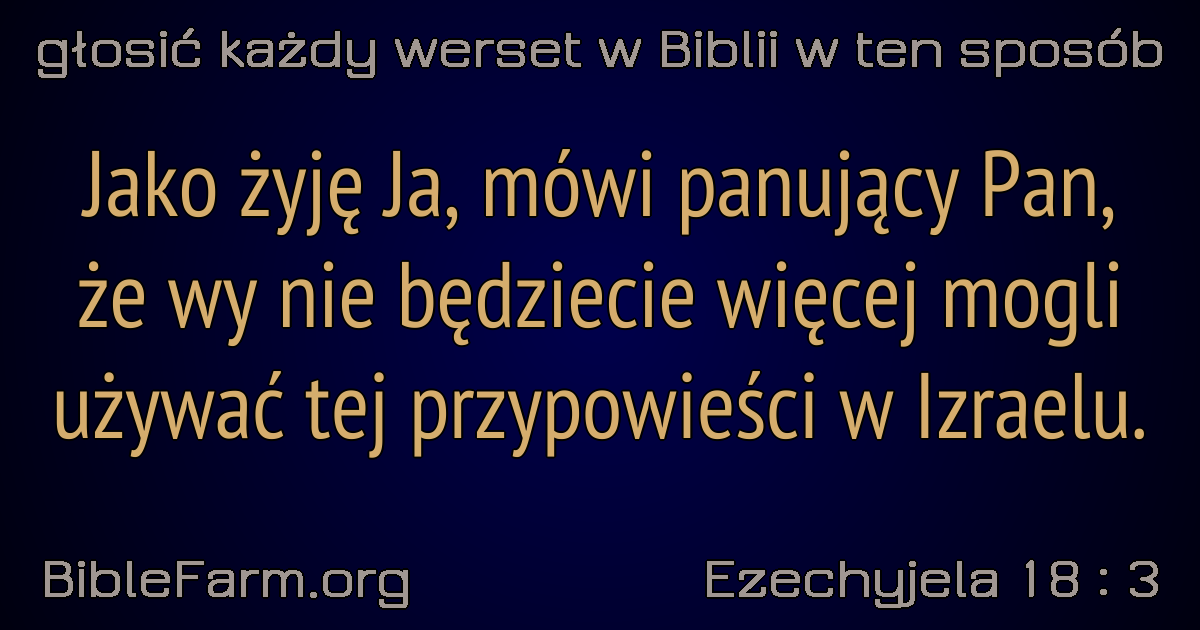 głosić każdy werset w Biblii w ten sposób
Jako żyję Ja, mówi panujący Pan,
że wy nie będziecie więcej mogli
używać tej przypowieści w Izraelu.
BibleFarm.org
Ezechyjela 18 : 3